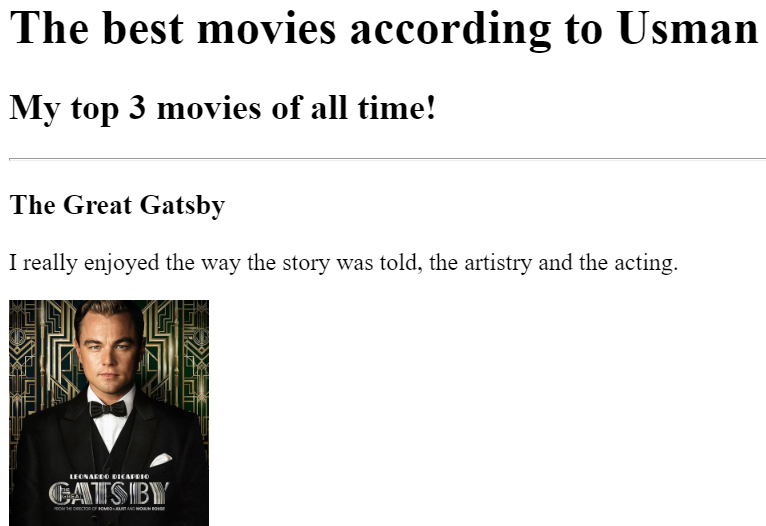 The best movies according to Usman
My top 3 movies of all time!
The Great Gatsby
I really enjoyed the way the story was told, the artistry and the acting.
LEONARDO DICAPRIO
THE GREAT
GATSBY
FROM THE DIRECTOR OF ROMEO + JULIET AND MOULIN ROUGE